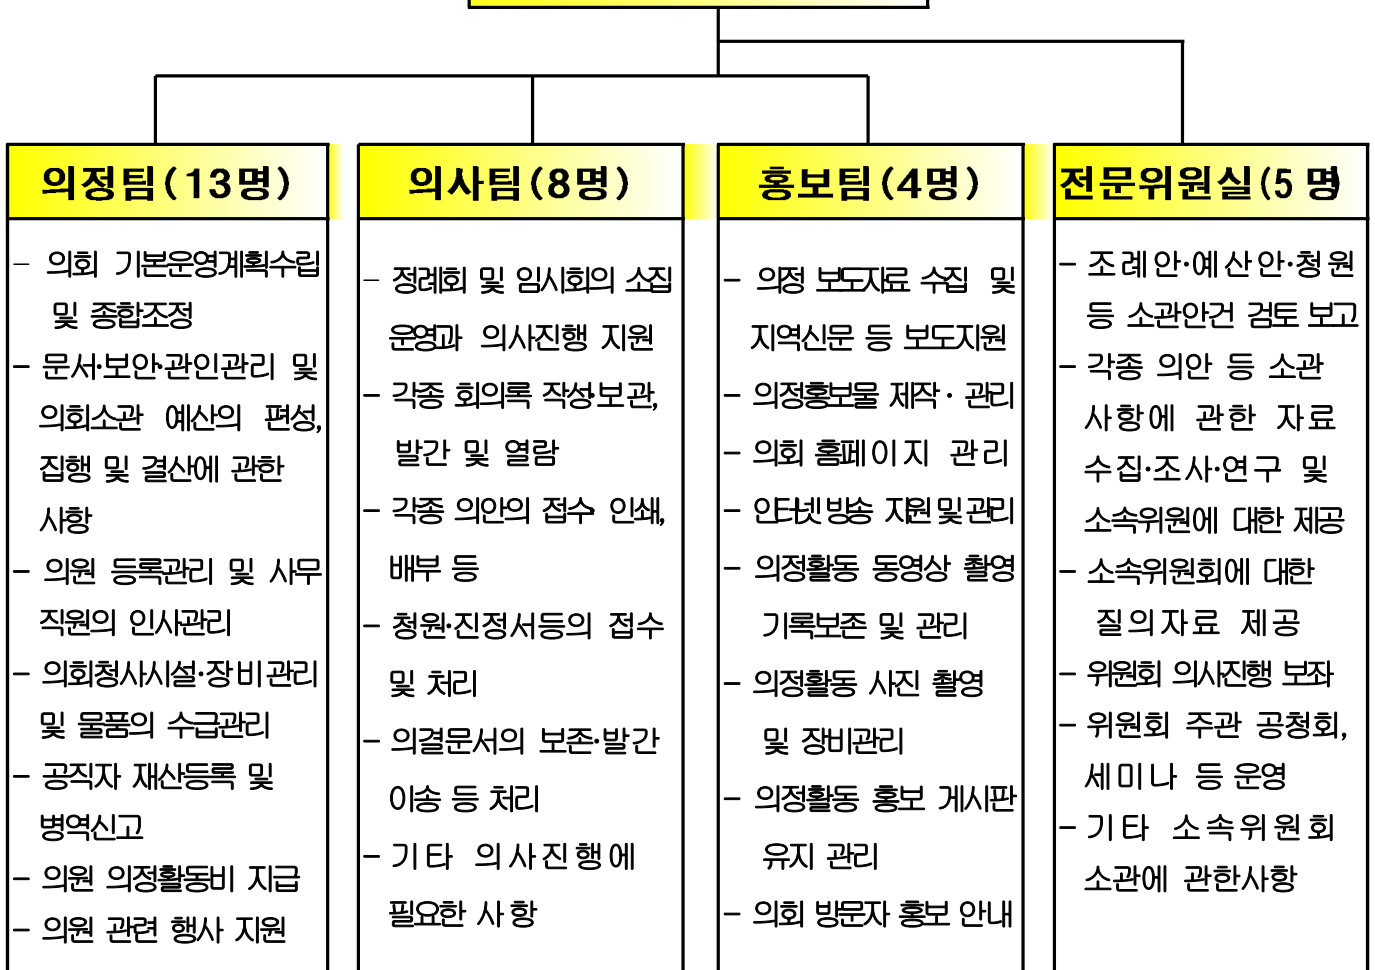 의정팀(13명)
- 의회 기본운영계획수립
및 종합조정
- 문서·보안·관인관리 및
의회소관 예산의 편성,
집행 및 결산에 관한
사항
- 의원 등록관리 및 사무
직원의 인사관리
- 의회청사시설·장비관리
및 물품의 수급관리
- 공직자 재산등록 및
병역신고
- 의원 의정활동비 지급
- 의원 관련 행사 지원
의사팀(8명)
- 정례회 및 임시회의 소집
운영과 의사진행 지원
- 각종 회의록 작성·보관,
발간 및 열람
- 각종 의안의 접수· 인쇄,
배부 등
- 청원·진정서등의 접수
및 처리
- 의결문서의 보존·발간
이송 등 처리
- 기타 의사진행에
필요한 사항
홍보팀(4명)
- 의정 보도자료 수집 및
지역신문 등 보도지원
- 의정홍보물 제작 · 관리
- 의회 홈페이지 관리
- 인터넷 방송 지원 및 관리
- 의정활동 동영상 촬영
기록보존 및 관리
- 의정활동 사진 촬영
및 장비관리
- 의정활동 홍보 게시판
유지 관리
- 의회 방문자 홍보 안내
전문위원실(5 명)
- 조례안·예산안·청원
등 소관안건 검토 보고
- 각종 의안 등 소관
사항에 관한 자료
수집·조사·연구 및
소속위원에 대한 제공
- 소속위원회에 대한
질의자료 제공
- 위원회 의사진행 보좌
- 위원회 주관 공청회,
세미나 등 운영
- 기타 소속위원회
소관에 관한사항